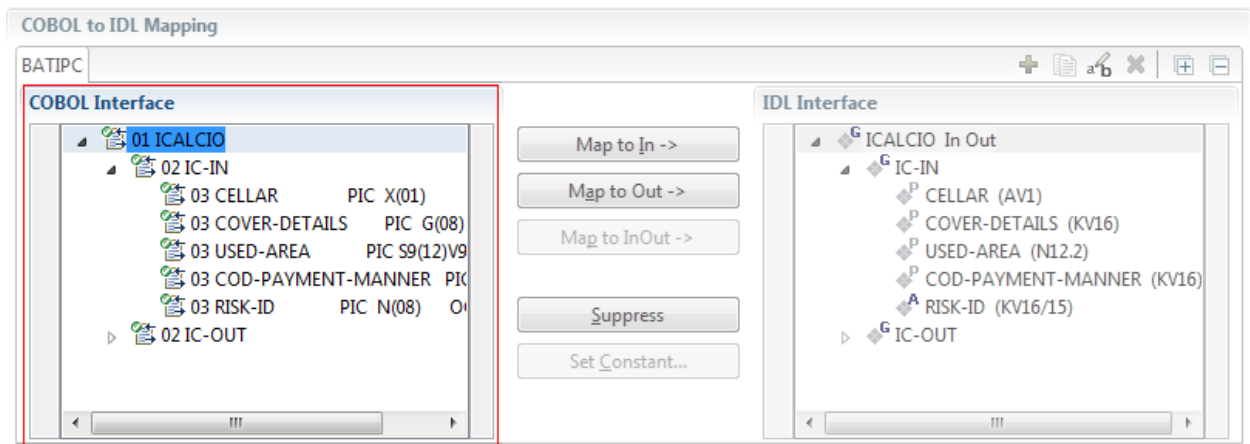 COBOL to IDL Mapping
BATIPC
COBOL Interface
01 ICALCIO
02 IC-IN
03 CELLAR PIC X(01)
03 COVER-DETAILS PIC G(08)
03 USED-AREA PIC S9(12)V9
03 COD-PAYMENT-MANNER PI
03 RISK-ID PIC N(08) O
02 IC-OUT
Map to In ->
Map to Out ->
Map to InOut ->
Suppress
Set Constant...
IDL Interface
G ICALCIO In Out
G IC-IN
P CELLAR (AV1)
P COVER-DETAILS (KV16)
P USED-AREA (N12.2)
P COD-PAYMENT-MANNER (KV16)
A RISK-ID (KV16/15)
G IC-OUT